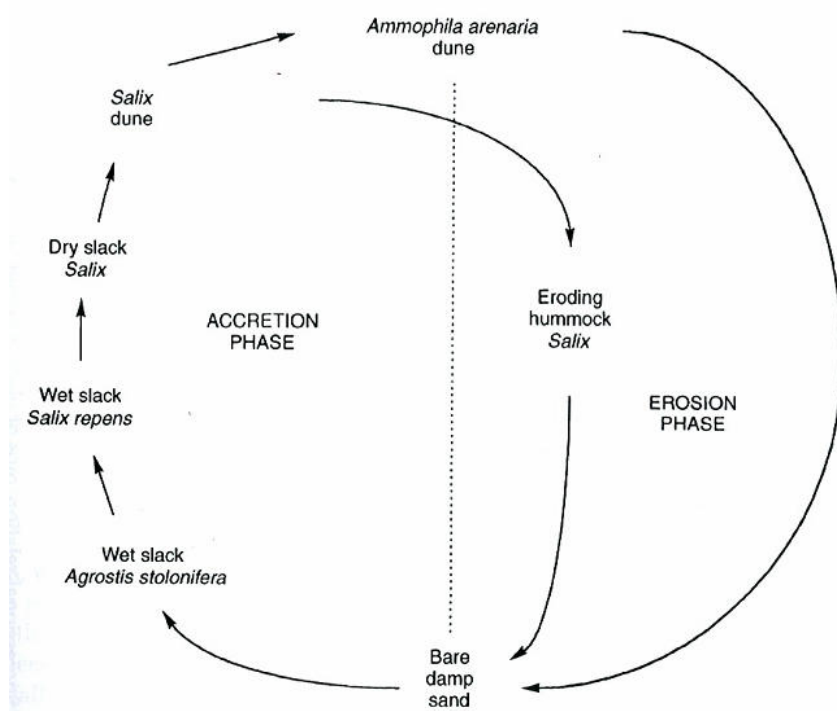 Ammophila arenaria
dune
Salix
dune
Dry slack
Salix
ACCRETION
PHASE
Eroding
hummock
Salix
Wet slack
Salix repens
EROSION
PHASE
Wet slack
Agrostis stolonifera
Bare
damp
sand